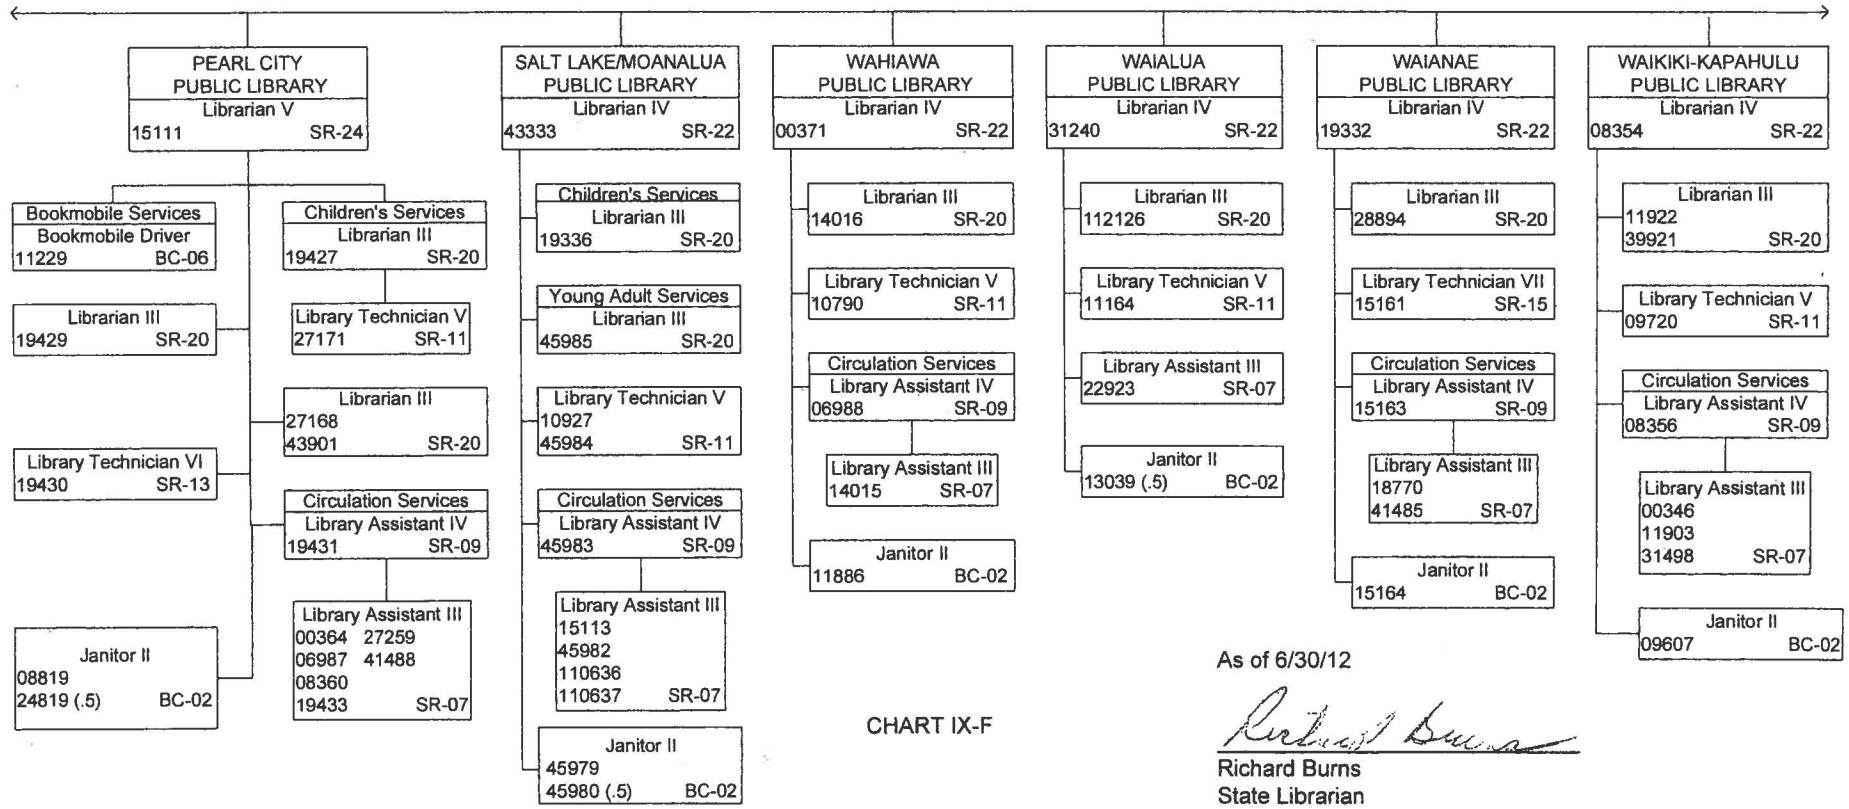 PEARL CITY
PUBLIC LIBRARY
Librarian V
15111 SR-24
Bookmobile Services
Bookmobile Driver
11229 BC-06
Children's Services
Librarian III
19427 SR-20
Library Technician V
27171 SR-11
Librarian III
19429 SR-20
Librarian III
27168
43901 SR-20
Library Technician VI
19430 SR-13
Circulation Services
Library Assistant IV
19431 SR-09
Library Assistant III
00364 27259
06987 41488
08360
19433 SR-07
Janitor II
08819
24819 (.5) BC-02
SALT LAKE/MOANALUA
PUBLIC LIBRARY
Librarian IV
43333 SR-22
Children's Services
Librarian III
19336 SR-20
Young Adult Services
Librarian III
45985 SR-20
Library Technician V
10927
45984 SR-11
Circulation Services
Library Assistant IV
45983 SR-09
Library Assistant III
15113
45982
110636
110637 SR-07
Janitor II
45979
45980 (.5) BC-02
WAHIAWA
PUBLIC LIBRARY
Librarian IV
00371 SR-22
Librarian III
14016 SR-20
Library Technician V
10790 SR-11
Circulation Services
Library Assistant IV
06988 SR-09
Library Assistant III
14015 SR-07
Janitor II
11886 BC-02
WAIALUA
PUBLIC LIBRARY
Librarian IV
31240 SR-22
Librarian III
112126 SR-20
Library Technician V
11164 SR-11
Library Assistant III
22923 SR-07
Janitor II
13039 (.5) BC-02
WAIANAE
PUBLIC LIBRARY
Librarian IV
19332 SR-22
Librarian III
28894 SR-20
Library Technician VII
15161 SR-15
Circulation Services
Library Assistant IV
15163 SR-09
Library Assistant III
18770
41485 SR-07
Janitor II
15164 BC-02
WAIKIKI-KAPAHULU
PUBLIC LIBRARY
Librarian IV
08354 SR-22
Librarian III
11922
39921 SR-20
Library Technician V
09720 SR-11
Circulation Services
Library Assistant IV
08356 SR-09
Library Assistant III
00346
11903
31498 SR-07
Janitor II
09607 BC-02
CHART IX-F
As of 6/30/12
Richard Burns
Richard Burns
State Librarian